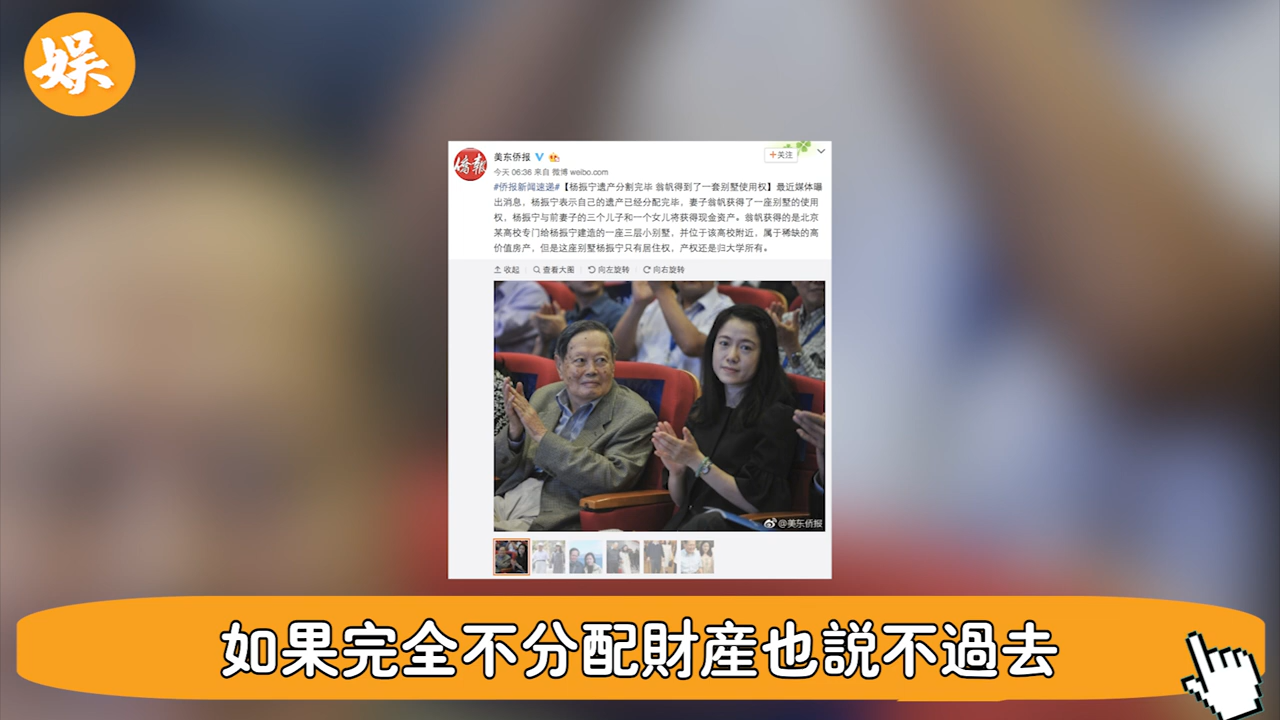 娱
侨报
美东侨报
+关注
今天 06:36 来自 微博 weibo.com
#侨报新闻速递#【杨振宁遗产分割完毕 翁帆得到了一套别墅使用权】最近媒体曝
出消息，杨振宁表示自己的遗产已经分配完毕，妻子翁帆获得了一座别墅的使用
权，杨振宁与前妻子的三个儿子和一个女儿将获得现金资产。翁帆获得的是北京
某高校专门给杨振宁建造的一座三层小别墅，并位于该高校附近，属于稀缺的高
价值房产，但是这座别墅杨振宁只有居住权，产权还是归大学所有。
收起 查看大图 向左旋转 向右旋转
@美东侨报
如果完全不分配財産也説不過去